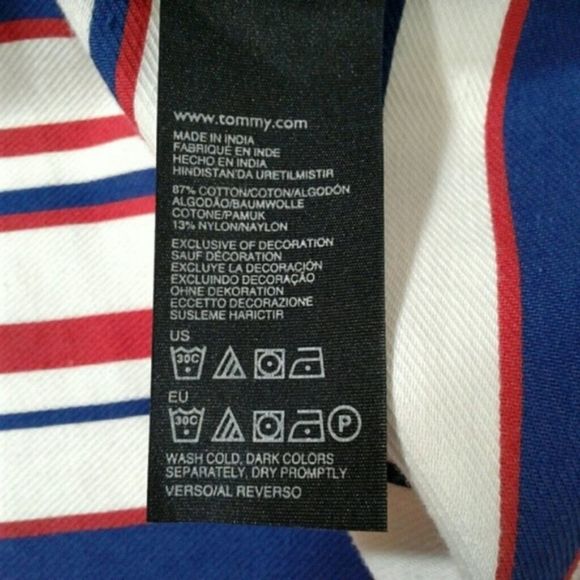 www.tommy.com
MADE IN INDIA
FABRIQUÉ EN INDE
HECHO EN INDIA
HINDISTAN'DA URETILMISTIR
87% COTTON/COTON/ALGODÓN
ALGODÃO/BAUMWOLLE
COTONE/PAMUK
13% NYLON/NAYLON
EXCLUSIVE OF DECORATION
SAUF DÉCORATION
EXCLUYE LA DECORACIÓN
EXCLUINDO DECORAÇÃO
OHNE DEKORATION
ECCETTO DECORAZIONE
SUSLEME HARICTIR
US
30C
EU
30C P
WASH COLD, DARK COLORS
SEPARATELY, DRY PROMPTLY
VERSO/AL REVERSO